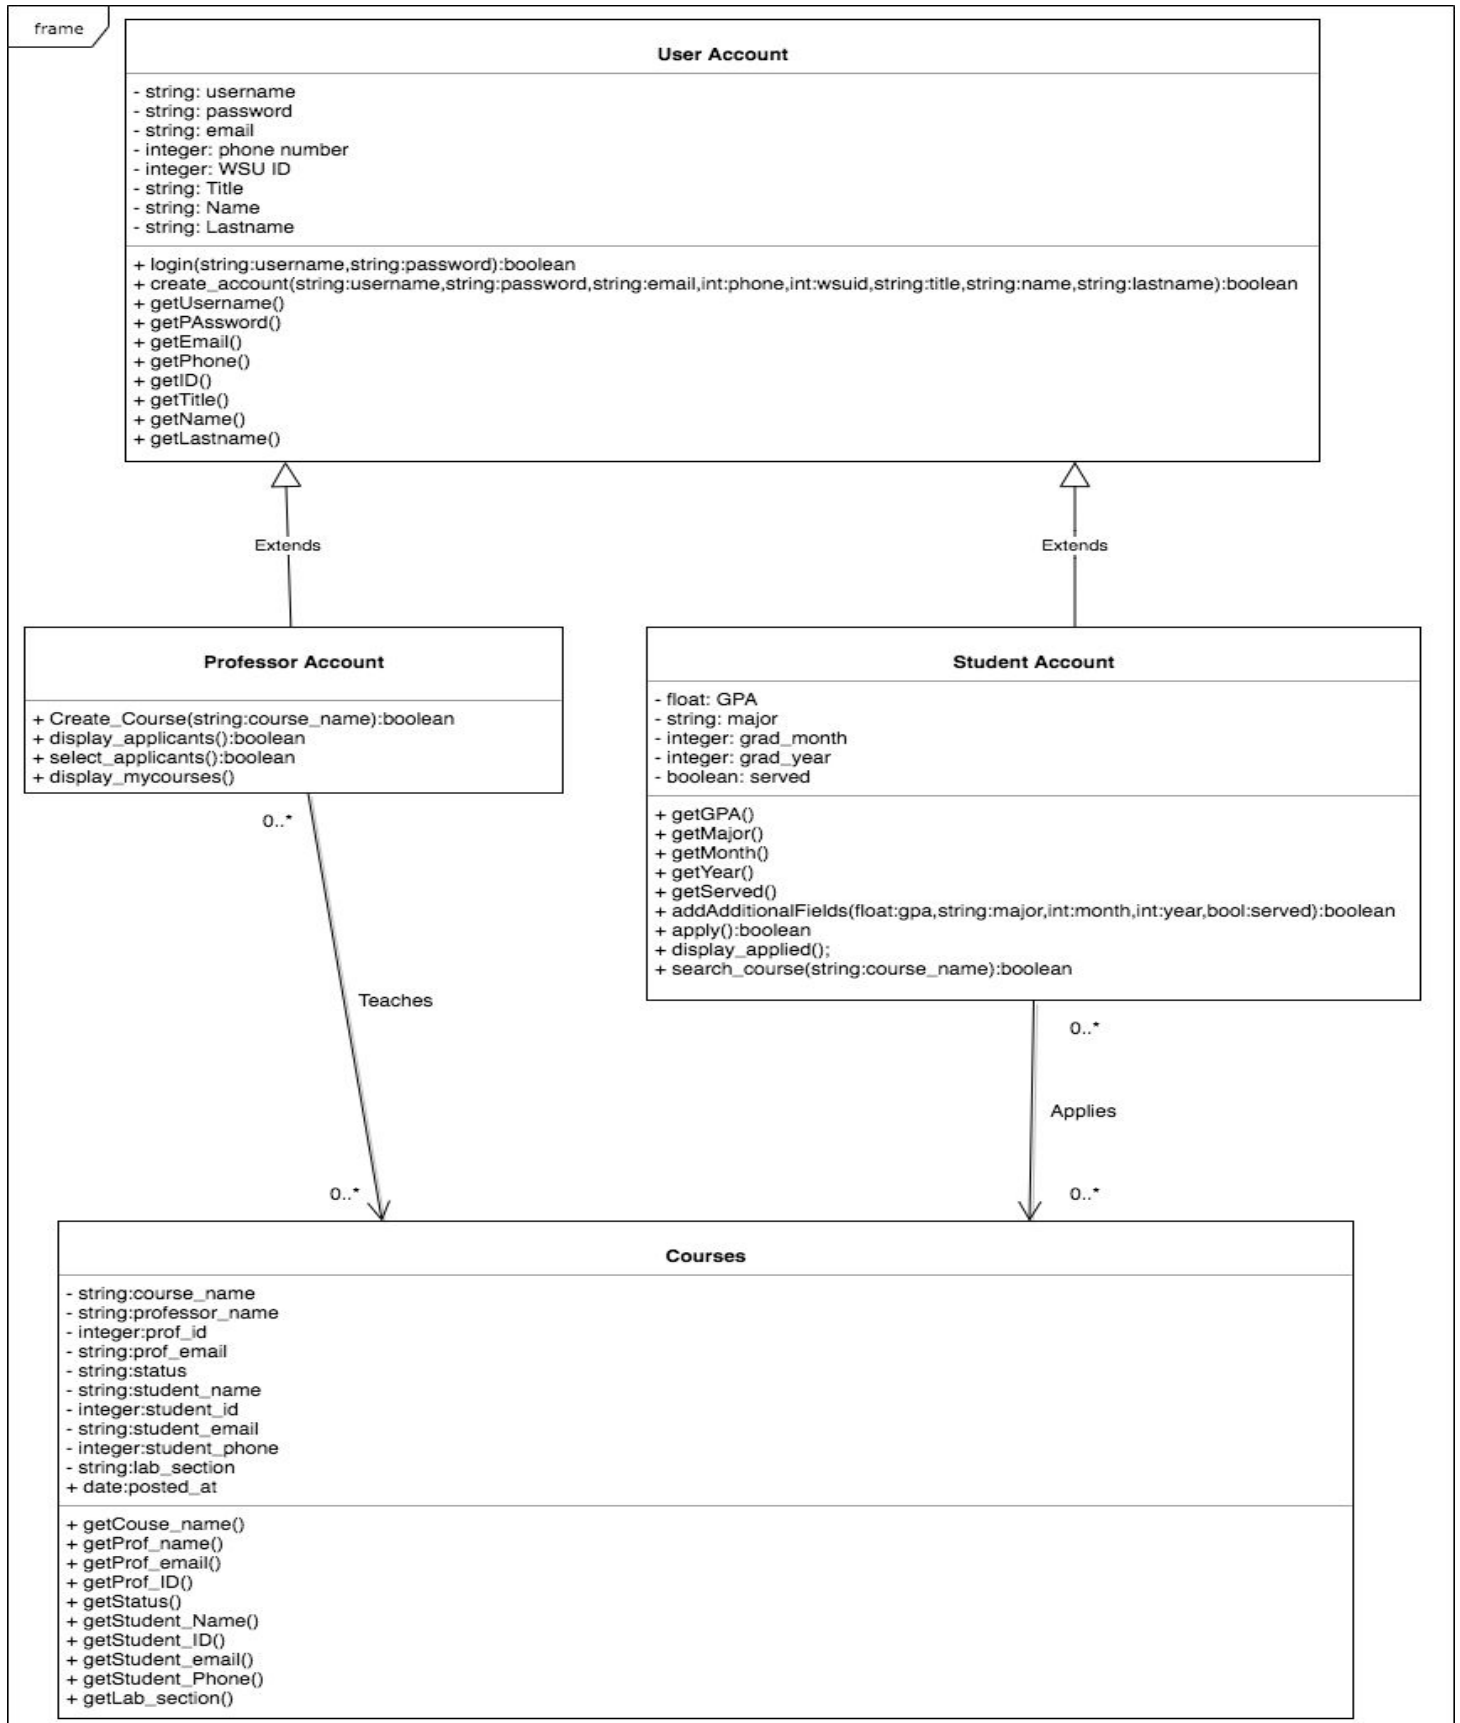 frame
User Account
- string: username
- string: password
- string: email
- integer: phone number
- integer: WSU ID
- string: Title
- string: Name
- string: Lastname
+ login(string:username,string:password):boolean
+ create_account(string:username,string:password,string:email,int:phone,int:wsuid,string:title,string:name,string:lastname):boolean
+ getUsername()
+ getPAssword()
+ getEmail()
+ getPhone()
+ getID()
+ getTitle()
+ getName()
+ getLastname()
Extends
Extends
Professor Account
+ Create_Course(string:course_name):boolean
+ display_applicants():boolean
+ select_applicants():boolean
+ display_mycourses()
Student Account
- float: GPA
- string: major
- integer: grad_month
- integer: grad_year
- boolean: served
+ getGPA()
+ getMajor()
+ getMonth()
+ getYear()
+ getServed()
+ addAdditionalFields(float:gpa,string:major,int:month,int:year,bool:served):boolean
+ apply():boolean
+ display_applied();
+ search_course(string:course_name):boolean
0..*
Teaches
0..*
0..*
Applies
0..*
Courses
- string:course_name
- string:professor_name
- integer:prof_id
- string:prof_email
- string:status
- string:student_name
- integer:student_id
- string:student_email
- integer:student_phone
- string:lab_section
+ date:posted_at
+ getCouse_name()
+ getProf_name()
+ getProf_email()
+ getProf_ID()
+ getStatus()
+ getStudent_Name()
+ getStudent_ID()
+ getStudent_email()
+ getStudent_Phone()
+ getLab_section()